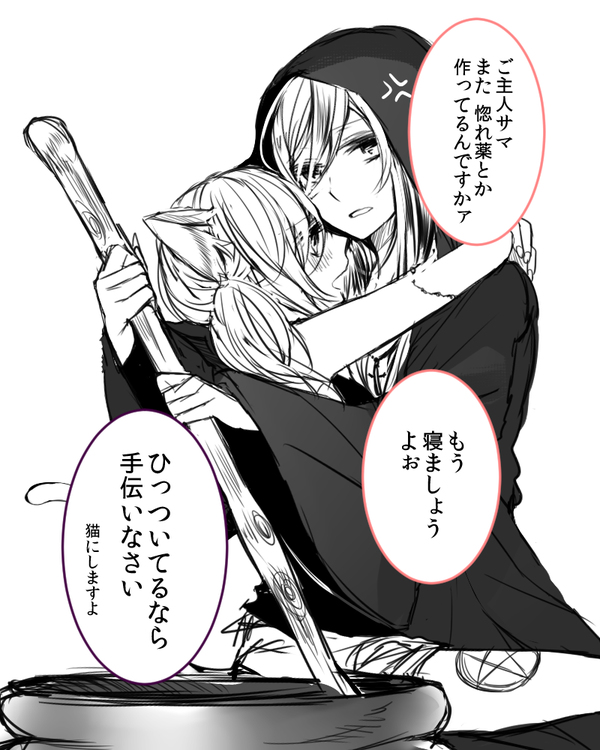 ご主人サマ
また 惚れ薬とか
作ってるんですかァ
もう
寝ましょう
よぉ
ひっついてるなら
手伝いなさい
猫にしますよ